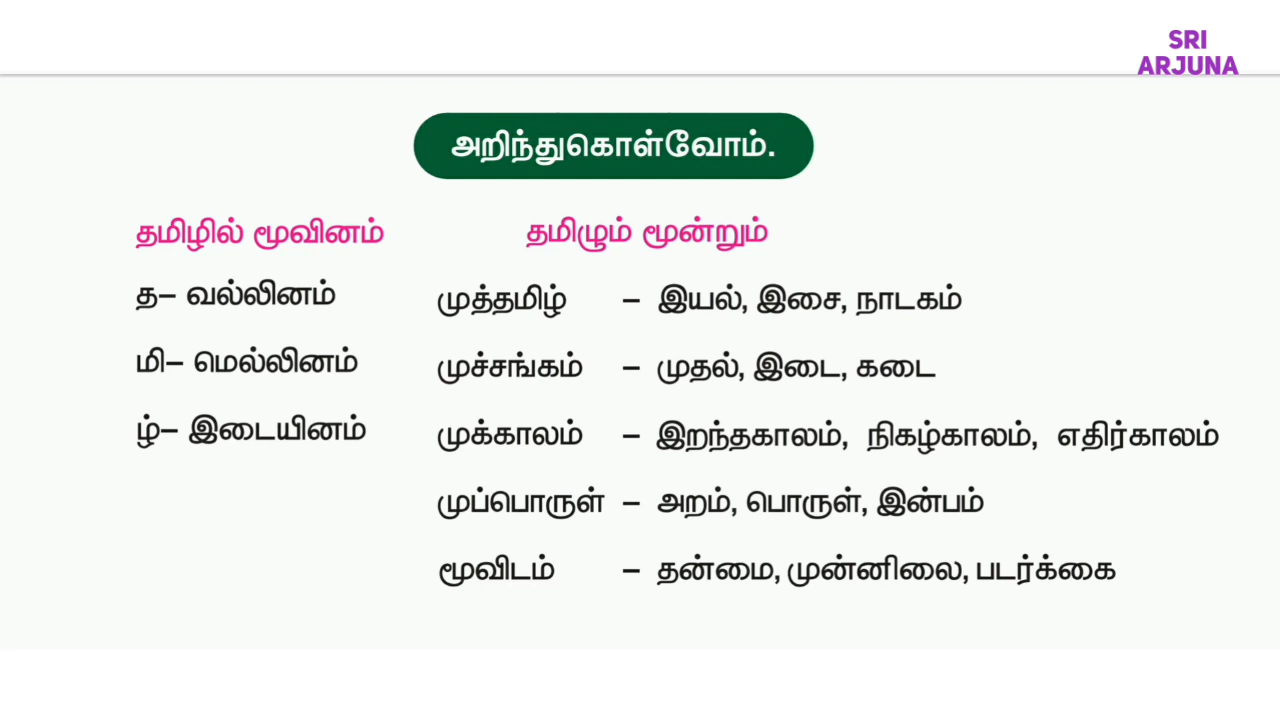 SRI
ARJUNA
அறிந்துகொள்வோம்.
தமிழில் மூவினம்
த– வல்லினம்
மி– மெல்லினம்
ழ்– இடையினம்
தமிழும் மூன்றும்
முத்தமிழ் – இயல், இசை, நாடகம்
முச்சங்கம் – முதல், இடை, கடை
முக்காலம் – இறந்தகாலம், நிகழ்காலம், எதிர்காலம்
முப்பொருள் – அறம், பொருள், இன்பம்
மூவிடம் – தன்மை, முன்னிலை, படர்க்கை